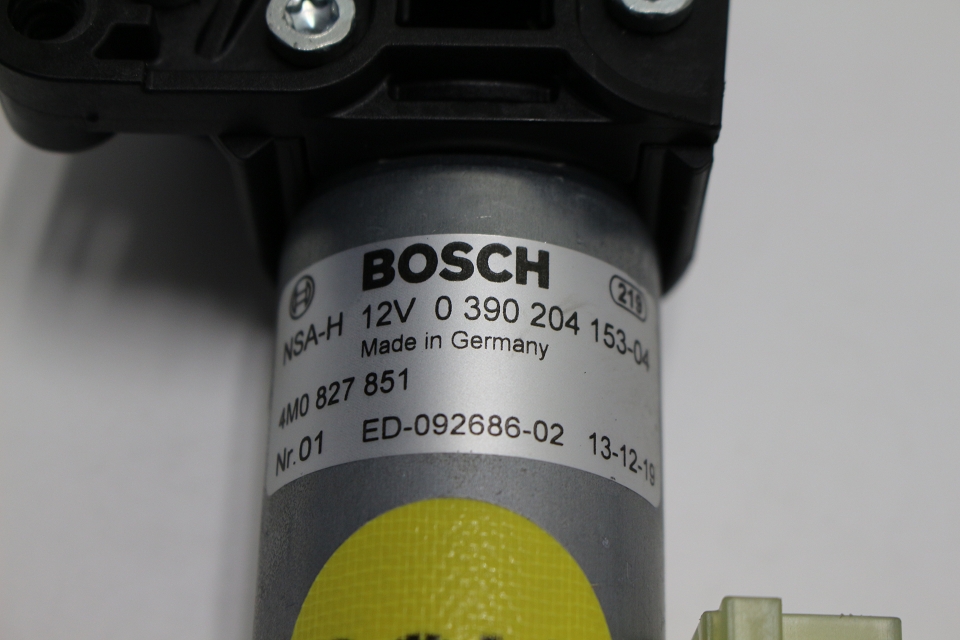 BOSCH
219
NSA-H 12V 0 390 204 153-04
Made in Germany
4M0 827 851
Nr.01 ED-092686-02 13-12-19